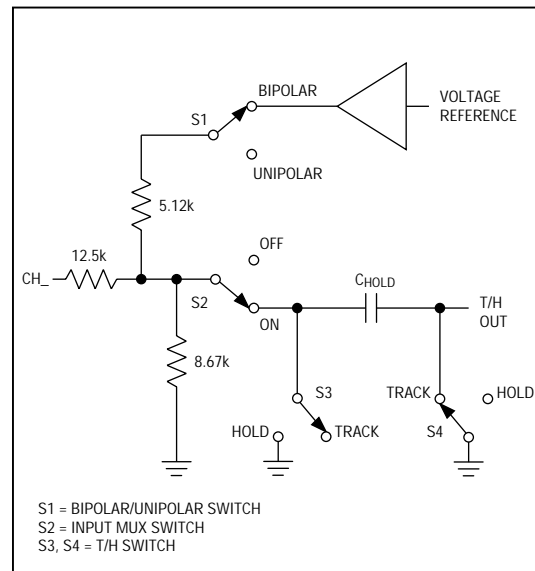 BIPOLAR
VOLTAGE
REFERENCE
S1
UNIPOLAR
5.12k
12.5k
OFF
CH_
CHOLD
T/H
OUT
S2
ON
8.67k
S3
TRACK
HOLD
HOLD
TRACK
S4
S1 = BIPOLAR/UNIPOLAR SWITCH
S2 = INPUT MUX SWITCH
S3, S4 = T/H SWITCH